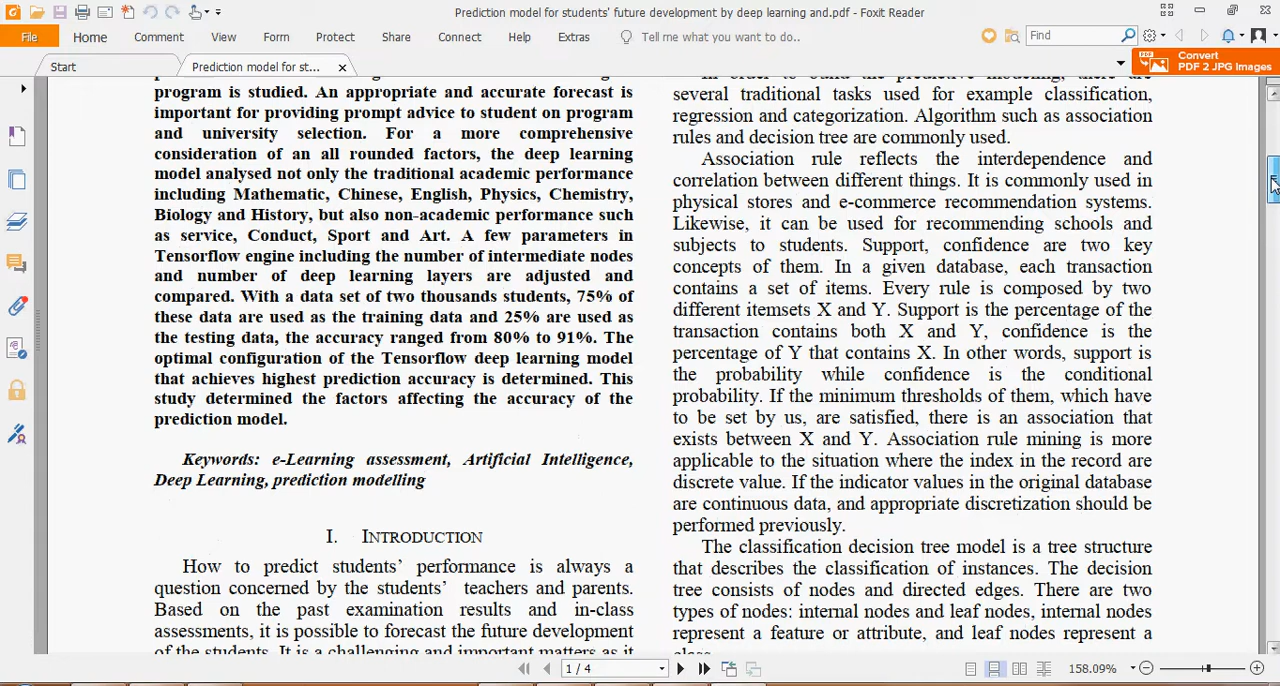 Prediction model for students' future development by deep learning and.pdf - Foxit Reader
File Home Comment View Form Protect Share Connect Help Extras Tell me what you want to do.. Find
Start Prediction model for st...
Convert
PDF 2 JPG Images
program is studied. An appropriate and accurate forecast is
important for providing prompt advice to student on program
and university selection. For a more comprehensive
consideration of an all rounded factors, the deep learning
model analysed not only the traditional academic performance
including Mathematic, Chinese, English, Physics, Chemistry,
Biology and History, but also non-academic performance such
as service, Conduct, Sport and Art. A few parameters in
Tensorflow engine including the number of intermediate nodes
and number of deep learning layers are adjusted and
compared. With a data set of two thousands students, 75% of
these data are used as the training data and 25% are used as
the testing data, the accuracy ranged from 80% to 91%. The
optimal configuration of the Tensorflow deep learning model
that achieves highest prediction accuracy is determined. This
study determined the factors affecting the accuracy of the
prediction model.
Keywords: e-Learning assessment, Artificial Intelligence,
Deep Learning, prediction modelling
I. INTRODUCTION
How to predict students' performance is always a
question concerned by the students' teachers and parents.
Based on the past examination results and in-class
assessments, it is possible to forecast the future development
of the students. It is a challenging and important matters as it
In order to build the predictive modeling, there are
several traditional tasks used for example classification,
regression and categorization. Algorithm such as association
rules and decision tree are commonly used.
Association rule reflects the interdependence and
correlation between different things. It is commonly used in
physical stores and e-commerce recommendation systems.
Likewise, it can be used for recommending schools and
subjects to students. Support, confidence are two key
concepts of them. In a given database, each transaction
contains a set of items. Every rule is composed by two
different itemsets X and Y. Support is the percentage of the
transaction contains both X and Y, confidence is the
percentage of Y that contains X. In other words, support is
the probability while confidence is the conditional
probability. If the minimum thresholds of them, which have
to be set by us, are satisfied, there is an association that
exists between X and Y. Association rule mining is more
applicable to the situation where the index in the record are
discrete value. If the indicator values in the original database
are continuous data, and appropriate discretization should be
performed previously.
The classification decision tree model is a tree structure
that describes the classification of instances. The decision
tree consists of nodes and directed edges. There are two
types of nodes: internal nodes and leaf nodes, internal nodes
represent a feature or attribute, and leaf nodes represent a
1 / 4
158.09%